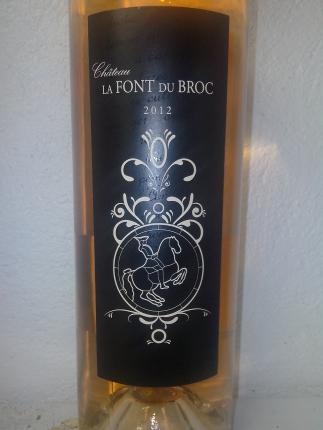 Château
LA FONT DU BROC
2012